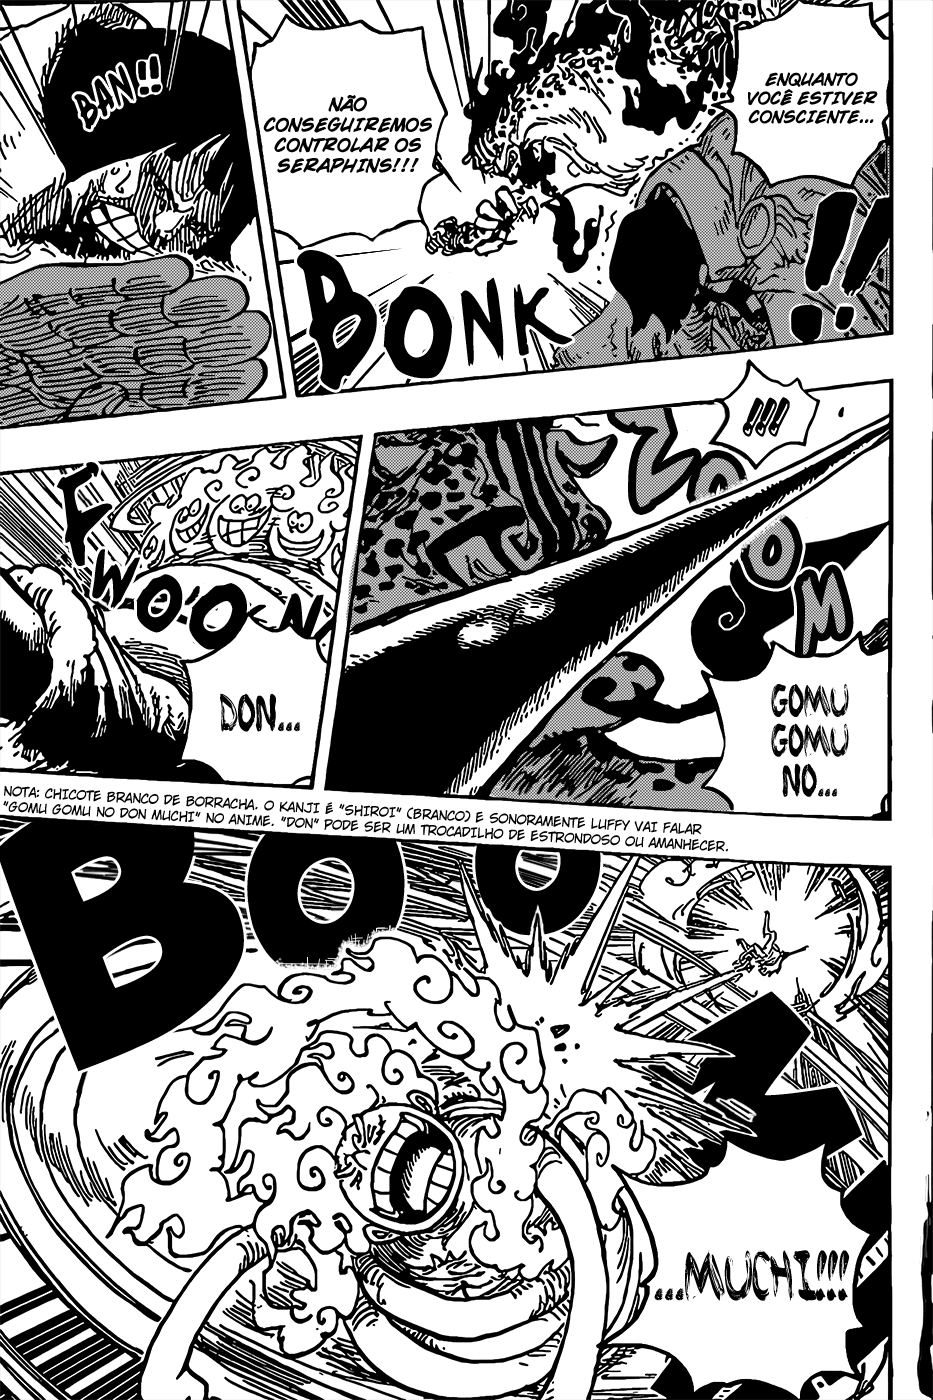 ENQUANTO
VOCÊ ESTIVER
CONSCIENTE...
!!
NÃO
CONSEGUIREMOS
CONTROLAR OS
SERAPHINS!!!
BONK
BAN!!
!!!
ZOOOOM
GOMU
GOMU
NO...
FWOOON
DON...
NOTA: CHICOTE BRANCO DE BORRACHA. O KANJI É "SHIROI" (BRANCO) E SONORAMENTE LUFFY VAI FALAR
"GOMU GOMU NO DON MUCHI" NO ANIME. "DON" PODE SER UM TROCADILHO DE ESTRONDOSO OU AMANHECER.
BOOM
...MUCHI!!!